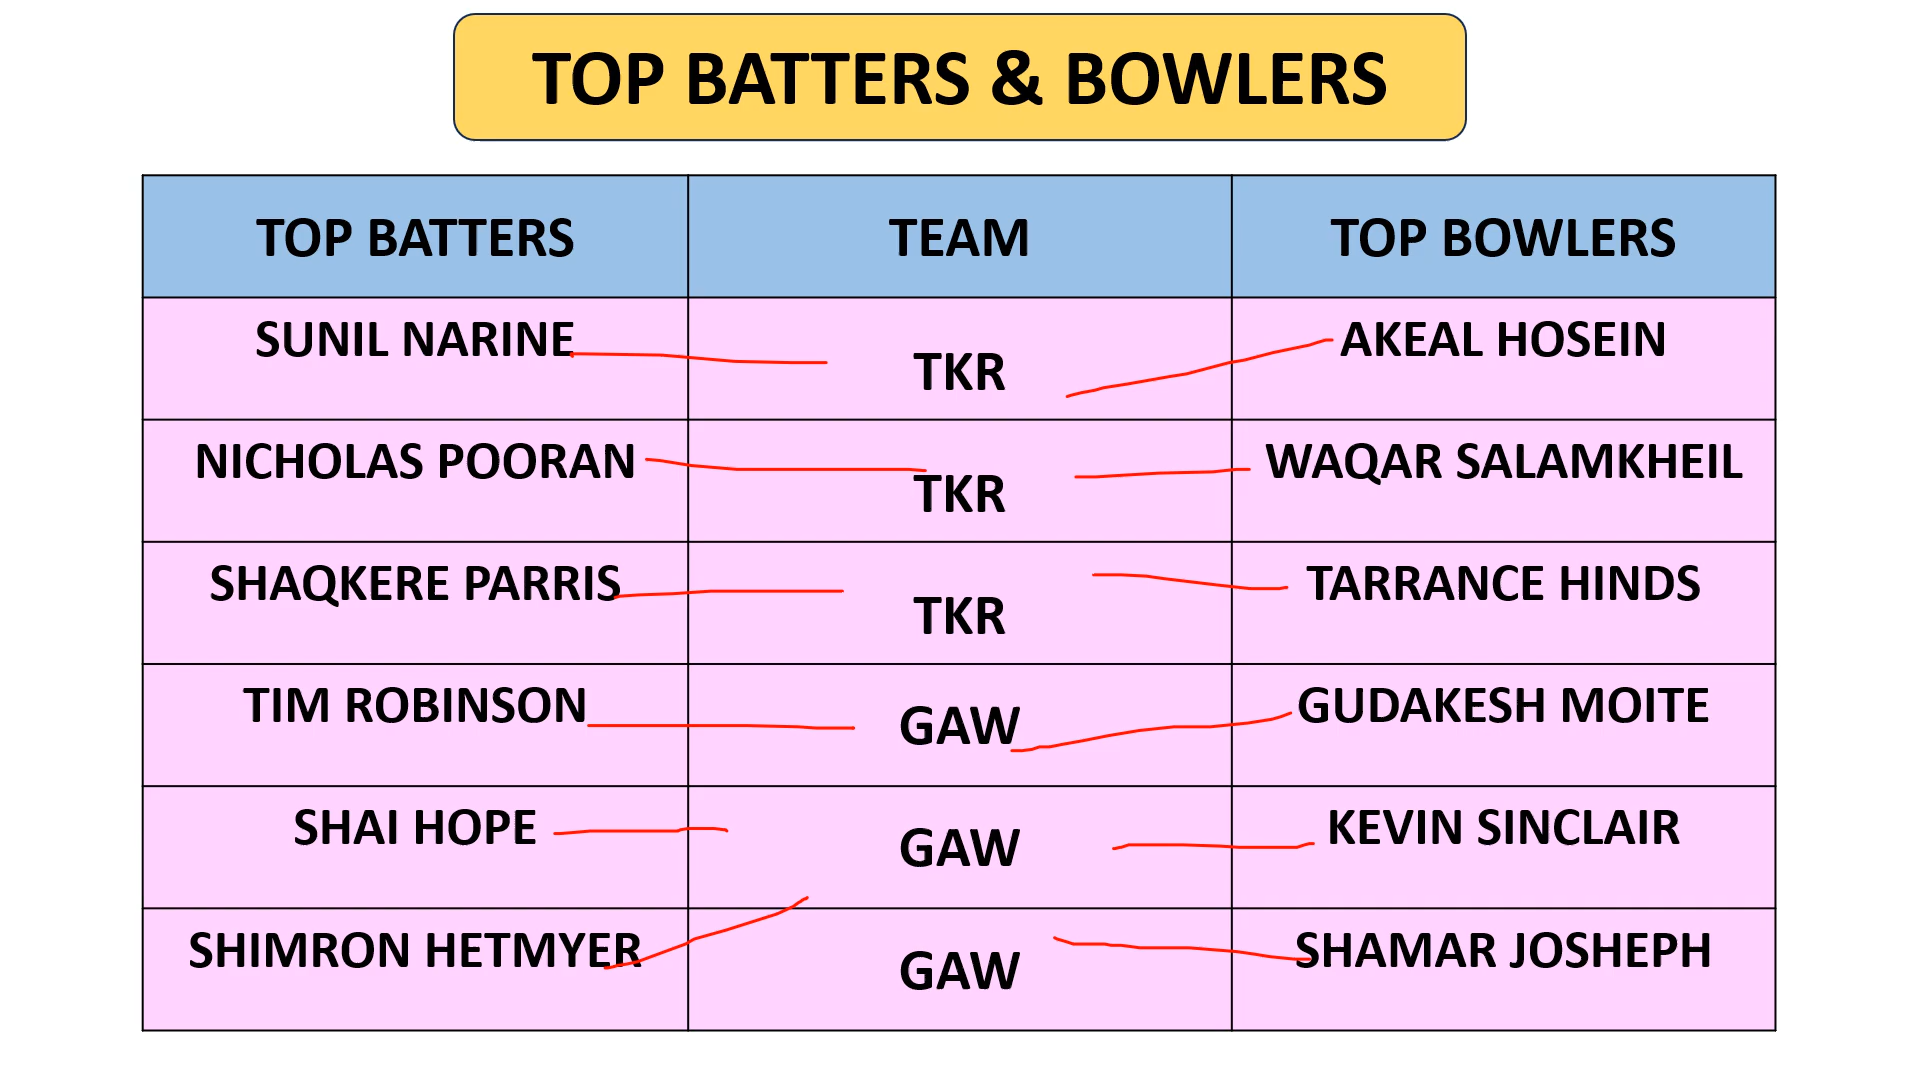 TOP BATTERS & BOWLERS
TOP BATTERS TEAM TOP BOWLERS
SUNIL NARINE TKR AKEAL HOSEIN
NICHOLAS POORAN TKR WAQAR SALAMKHEIL
SHAQKERE PARRIS TKR TARRANCE HINDS
TIM ROBINSON GAW GUDAKESH MOITE
SHAI HOPE GAW KEVIN SINCLAIR
SHIMRON HETMYER GAW SHAMAR JOSHEPH